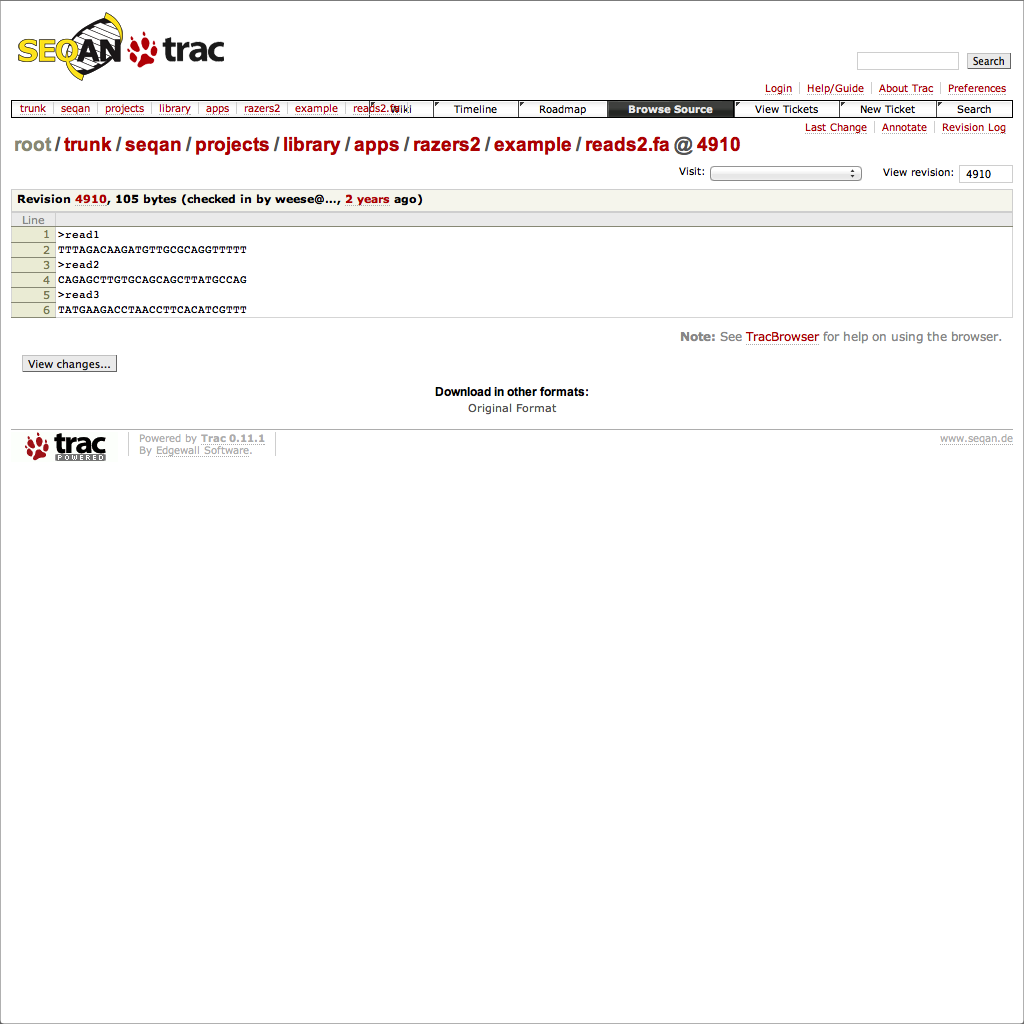 SEQAN trac
Search
Login Help/Guide About Trac Preferences
trunk seqan projects library apps razers2 example reads2.fa Wiki Timeline Roadmap Browse Source View Tickets New Ticket Search
Last Change Annotate Revision Log
root / trunk / seqan / projects / library / apps / razers2 / example / reads2.fa @ 4910
Visit: View revision: 4910
Revision 4910, 105 bytes (checked in by weese@…, 2 years ago)
Line
1 >read1
2 TTTAGACAAGATGTTGCGCAGGTTTTT
3 >read2
4 CAGAGCTTGTGCAGCAGCTTATGCCAG
5 >read3
6 TATGAAGACCTAACCTTCACATCGTTT
Note: See TracBrowser for help on using the browser.
View changes...
Download in other formats:
Original Format
trac POWERED
Powered by Trac 0.11.1
By Edgewall Software.
www.seqan.de